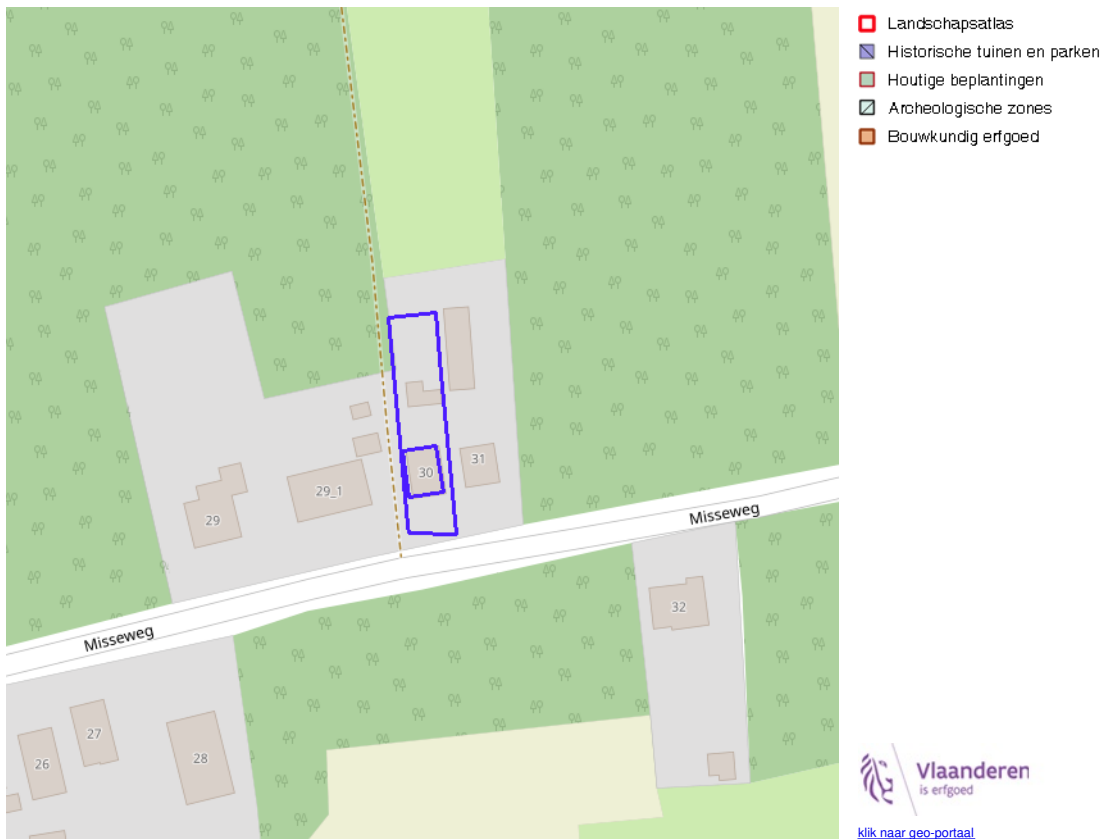 Landschapsatlas
Historische tuinen en parken
Houtige beplantingen
Archeologische zones
Bouwkundig erfgoed
30
31
29_1
29
Misseweg
32
Misseweg
27
28
26
Vlaanderen
is erfgoed
klik naar geo-portaal